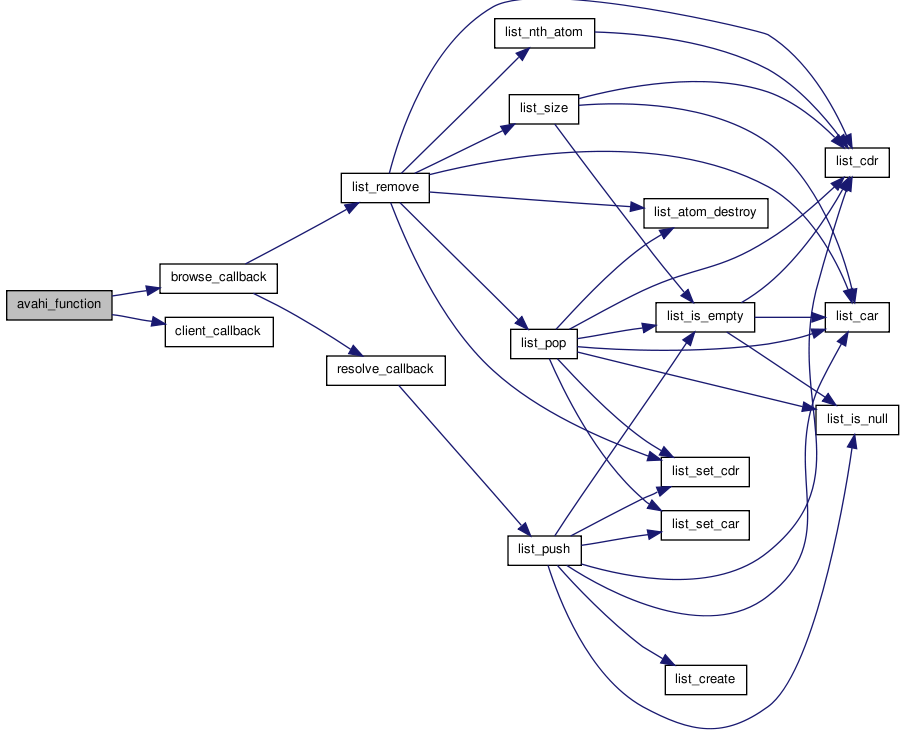 list_nth_atom
list_size
list_cdr
list_remove
list_atom_destroy
browse_callback
avahi_function
list_is_empty
list_car
client_callback
list_pop
resolve_callback
list_is_null
list_set_cdr
list_set_car
list_push
list_create